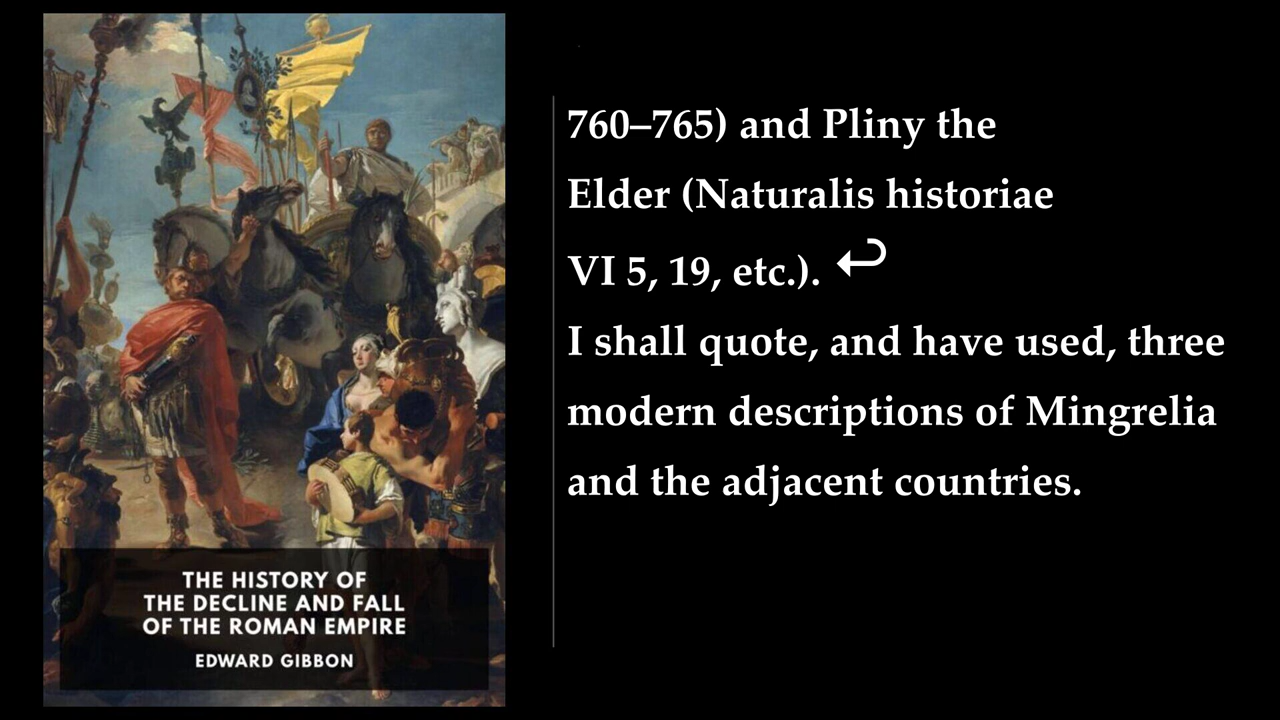 760–765) and Pliny the
Elder (Naturalis historiae
VI 5, 19, etc.). ↩
I shall quote, and have used, three
modern descriptions of Mingrelia
and the adjacent countries.
THE HISTORY OF
THE DECLINE AND FALL
OF THE ROMAN EMPIRE
EDWARD GIBBON